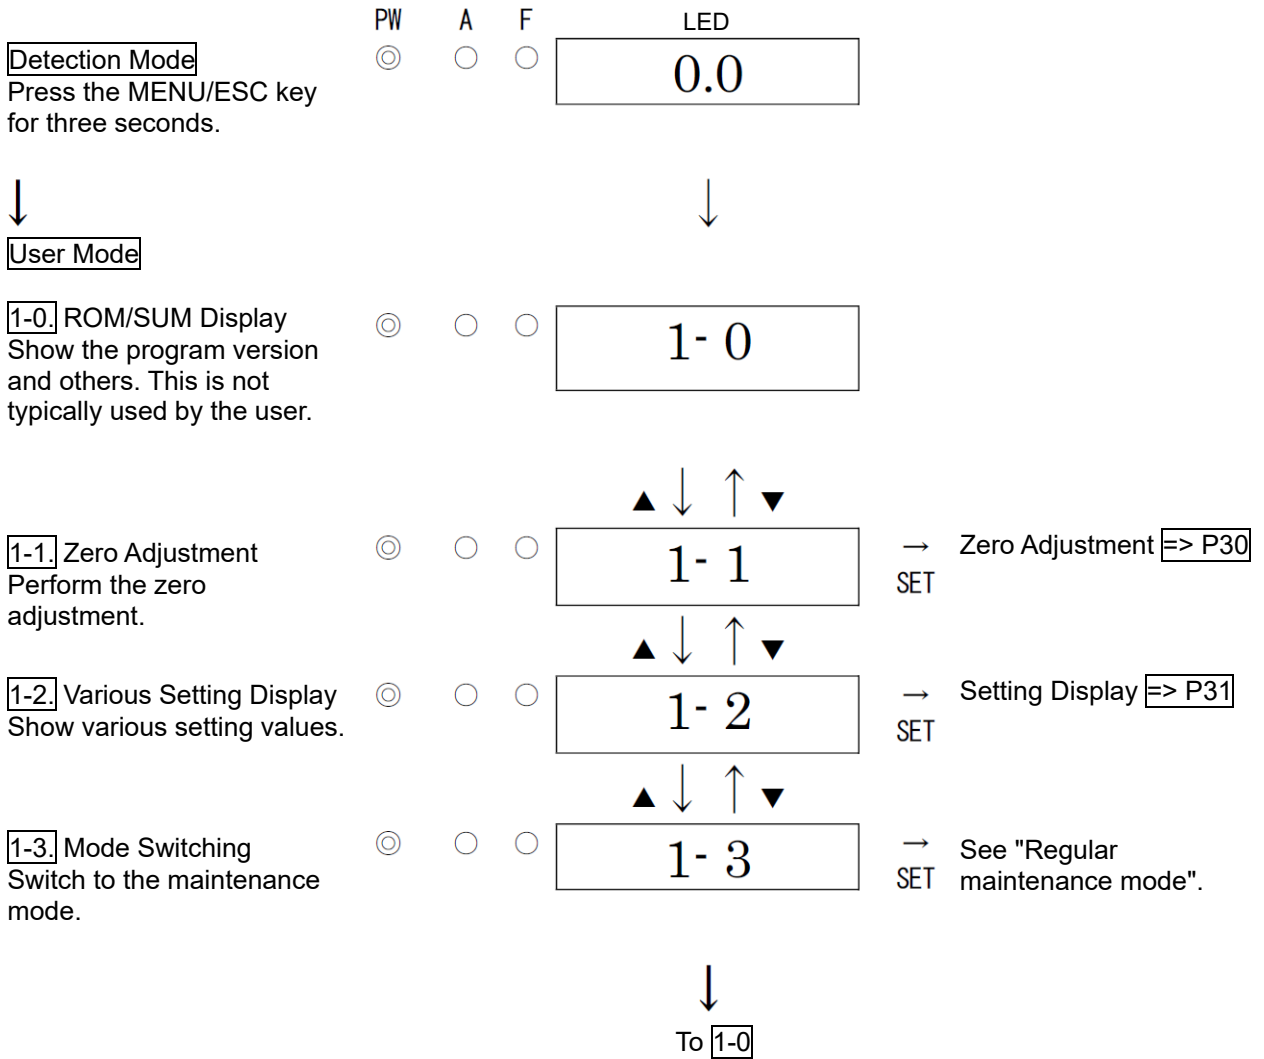 PW A F LED
Detection Mode ◎ ○ ○ 0.0
Press the MENU/ESC key
for three seconds.
↓ ↓
User Mode
1-0. ROM/SUM Display ◎ ○ ○ 1- 0
Show the program version
and others. This is not
typically used by the user.
▲ ↓ ↑ ▼
1-1. Zero Adjustment ◎ ○ ○ 1- 1 → Zero Adjustment => P30
Perform the zero SET
adjustment.
▲ ↓ ↑ ▼
1-2. Various Setting Display ◎ ○ ○ 1- 2 → Setting Display => P31
Show various setting values. SET
▲ ↓ ↑ ▼
1-3. Mode Switching ◎ ○ ○ 1- 3 → See "Regular
Switch to the maintenance SET maintenance mode".
mode.
↓
To 1-0